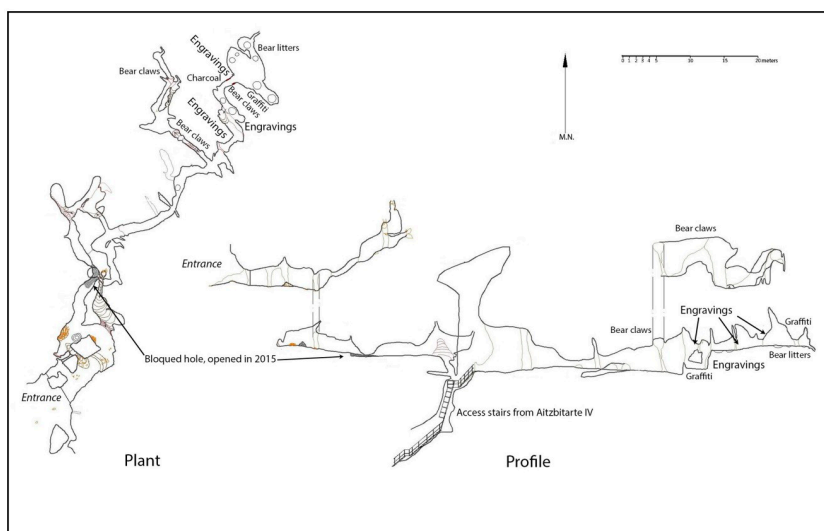 Engravings
Bear litters
Bear claws
Charcoal
Engravings
Bear claws
Graffiti
Engravings
Bear claws
M.N.
0 1 2 3 4 5 10 15 20 meters
Entrance
Bear claws
Bear claws
Engravings
Graffiti
Bear litters
Engravings
Graffiti
Bloqued hole, opened in 2015
Entrance
Access stairs from Aitzbitarte IV
Plant
Profile